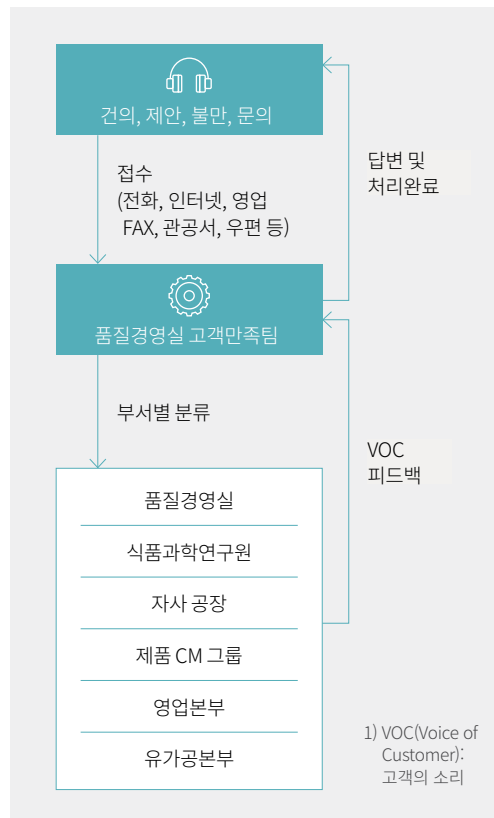 건의, 제안, 불만, 문의
접수
(전화, 인터넷, 영업
FAX, 관공서, 우편 등)
답변 및
처리완료
품질경영실 고객만족팀
부서별 분류
VOC
피드백
품질경영실
식품과학연구원
자사 공장
제품 CM 그룹
영업본부
유가공본부
1) VOC(Voice of
Customer):
고객의 소리